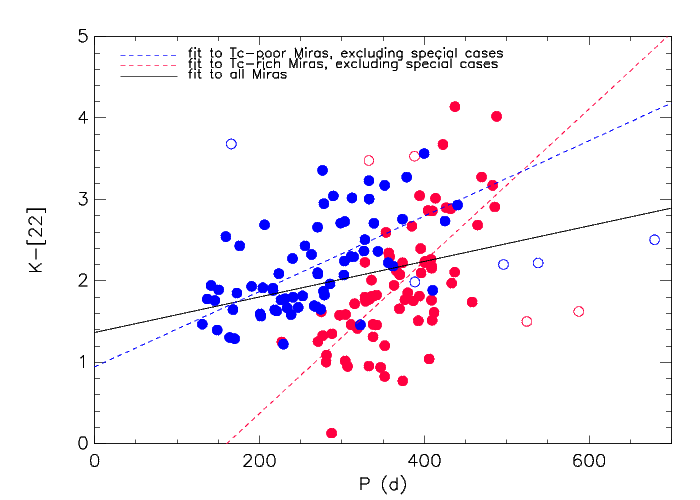 5
fit to Tc-poor Miras, excluding special cases
fit to Tc-rich Miras, excluding special cases
fit to all Miras
4
3
K-[22]
2
1
0
0 200 400 600
P (d)